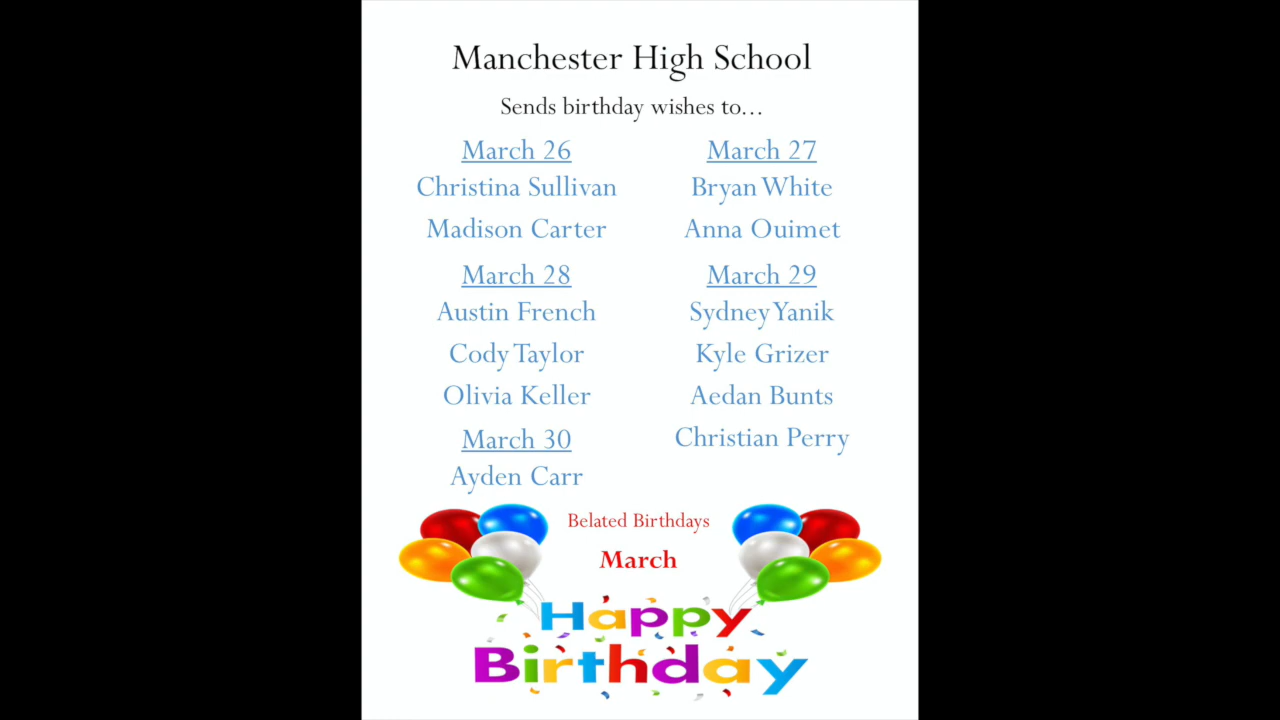 Manchester High School
Sends birthday wishes to...
March 26
Christina Sullivan
Madison Carter
March 27
Bryan White
Anna Ouimet
March 28
Austin French
Cody Taylor
Olivia Keller
March 29
Sydney Yanik
Kyle Grizer
Aedan Bunts
Christian Perry
March 30
Ayden Carr
Belated Birthdays
March
Happy
Birthday